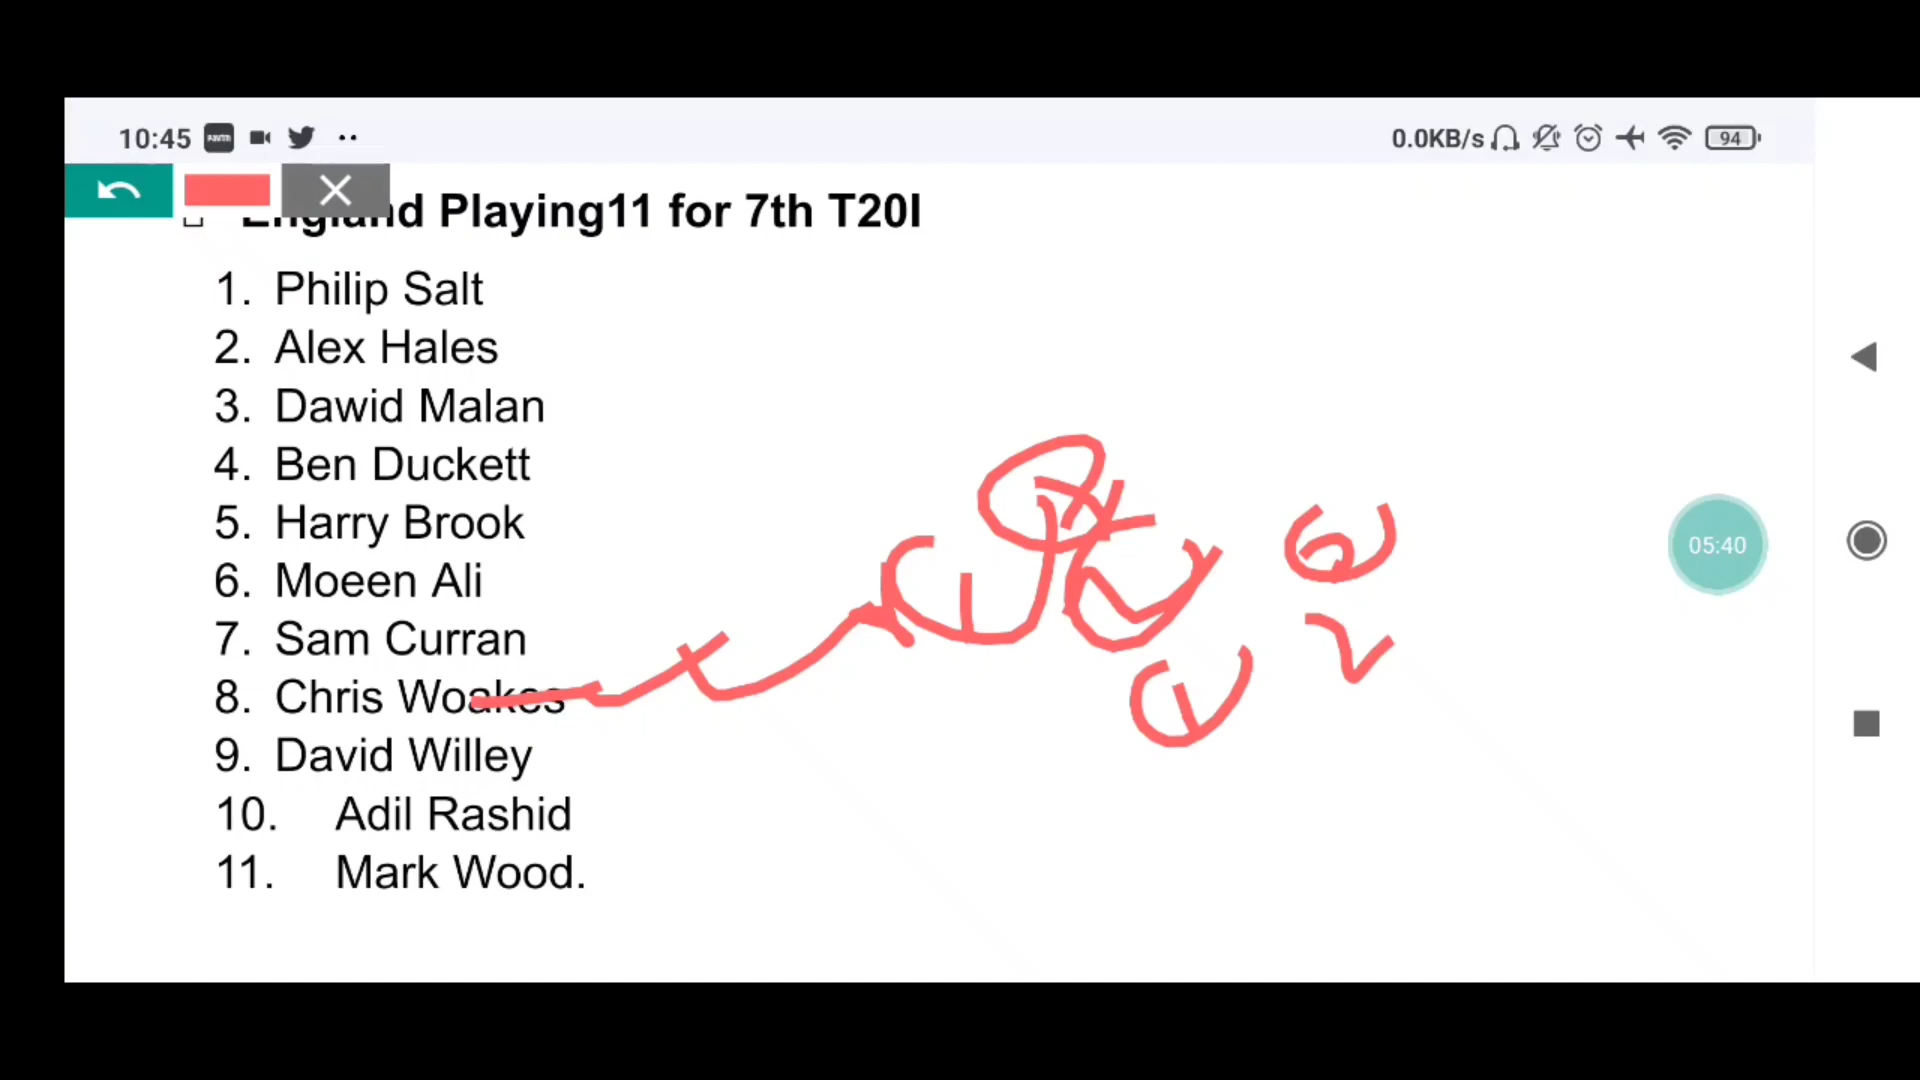 10:45 Paytm 0.0KB/s 94
England Playing11 for 7th T20I
1. Philip Salt
2. Alex Hales
3. Dawid Malan
4. Ben Duckett
5. Harry Brook
6. Moeen Ali
7. Sam Curran
8. Chris Woakes
9. David Willey
10. Adil Rashid
11. Mark Wood.
05:40